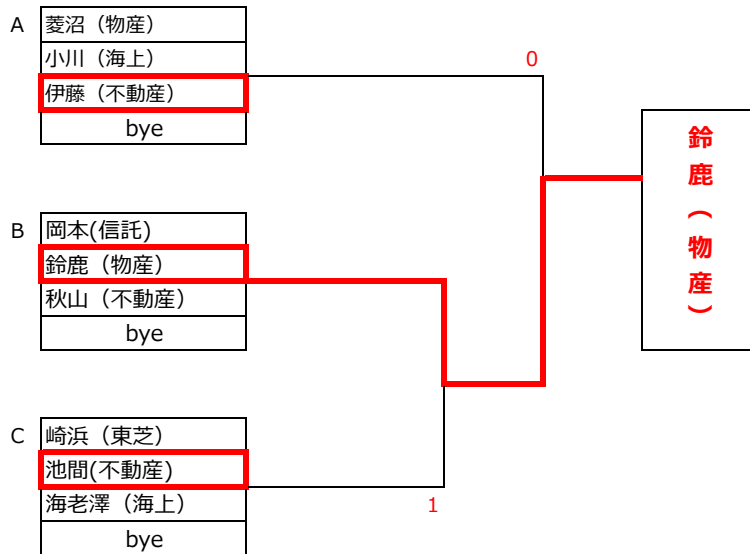 A
菱沼（物産）
小川（海上）
伊藤（不動産）
bye
0
鈴鹿（物産）
B
岡本(信託)
鈴鹿（物産）
秋山（不動産）
bye
C
崎浜（東芝）
池間(不動産)
海老澤（海上）
bye
1